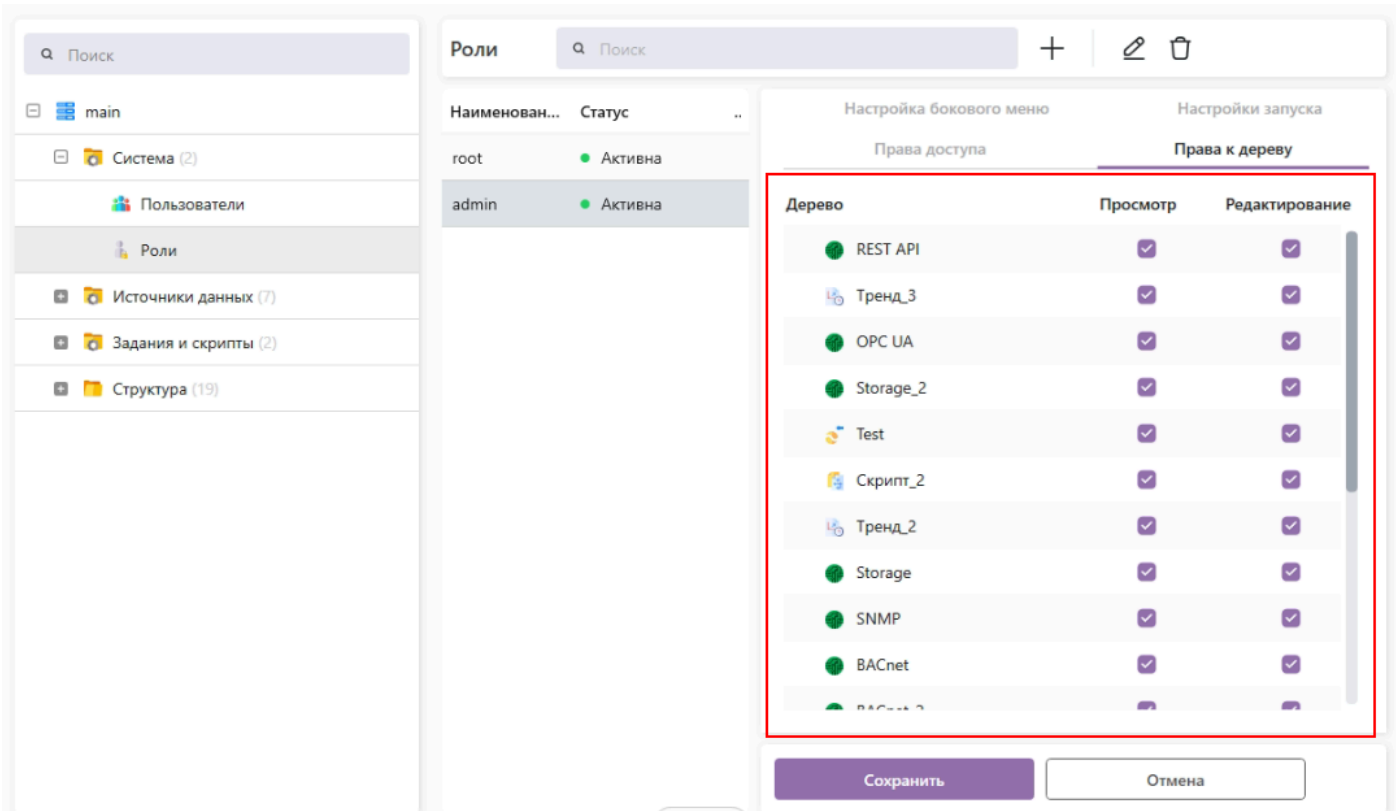 Поиск
main
Система (2)
Пользователи
Роли
Источники данных (7)
Задания и скрипты (2)
Структура (19)
Роли
Поиск
Наименован... Статус ..
root Активна
admin Активна
Настройка бокового меню Настройки запуска
Права доступа Права к дереву
Дерево Просмотр Редактирование
REST API
Тренд_3
OPC UA
Storage_2
Test
Скрипт_2
Тренд_2
Storage
SNMP
BACnet
BACnet_2
Сохранить Отмена